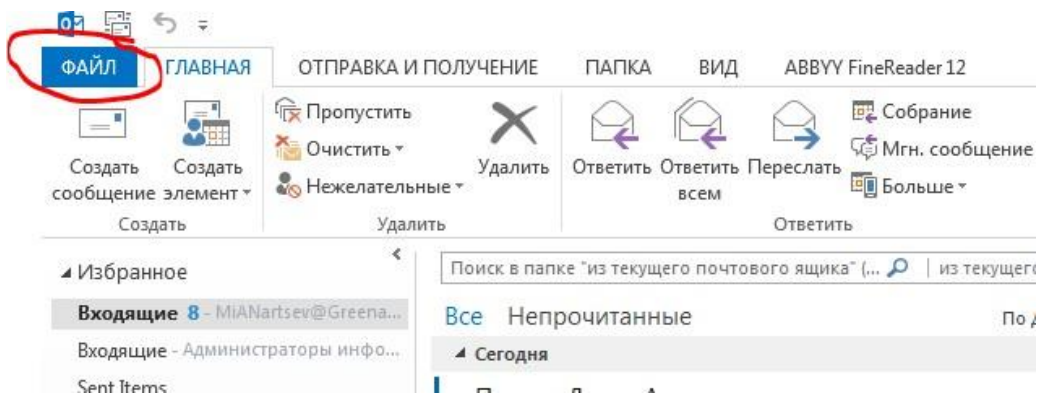 ФАЙЛ ГЛАВНАЯ ОТПРАВКА И ПОЛУЧЕНИЕ ПАПКА ВИД ABBYY FineReader 12
Создать сообщение
Создать элемент
Создать
Пропустить
Очистить
Нежелательные
Удалить
Удалить
Ответить
Ответить всем
Переслать
Собрание
Мгн. сообщение
Больше
Ответить
Избранное
Входящие 8 - MiANartsev@Greena...
Входящие - Администраторы инфо...
Sent Items
Поиск в папке "из текущего почтового ящика" (... из текущего
Все Непрочитанные По
Сегодня